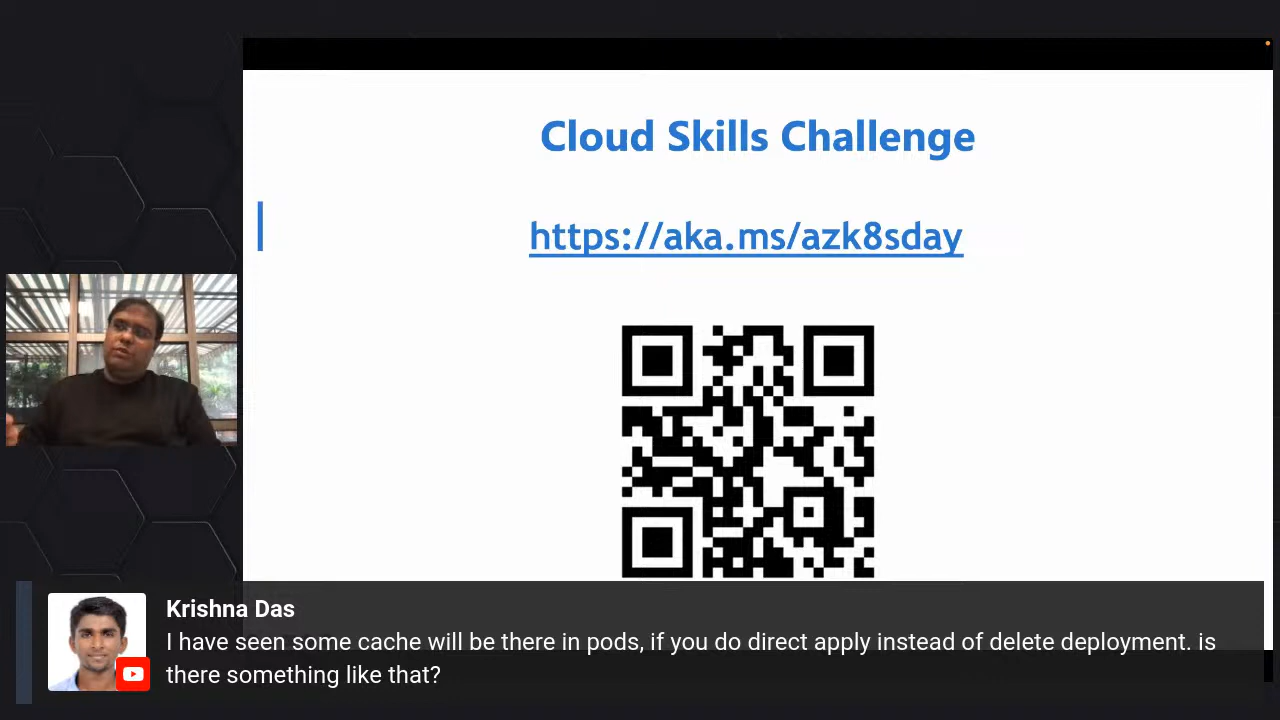 Cloud Skills Challenge
https://aka.ms/azk8sday
Krishna Das
I have seen some cache will be there in pods, if you do direct apply instead of delete deployment. is
there something like that?